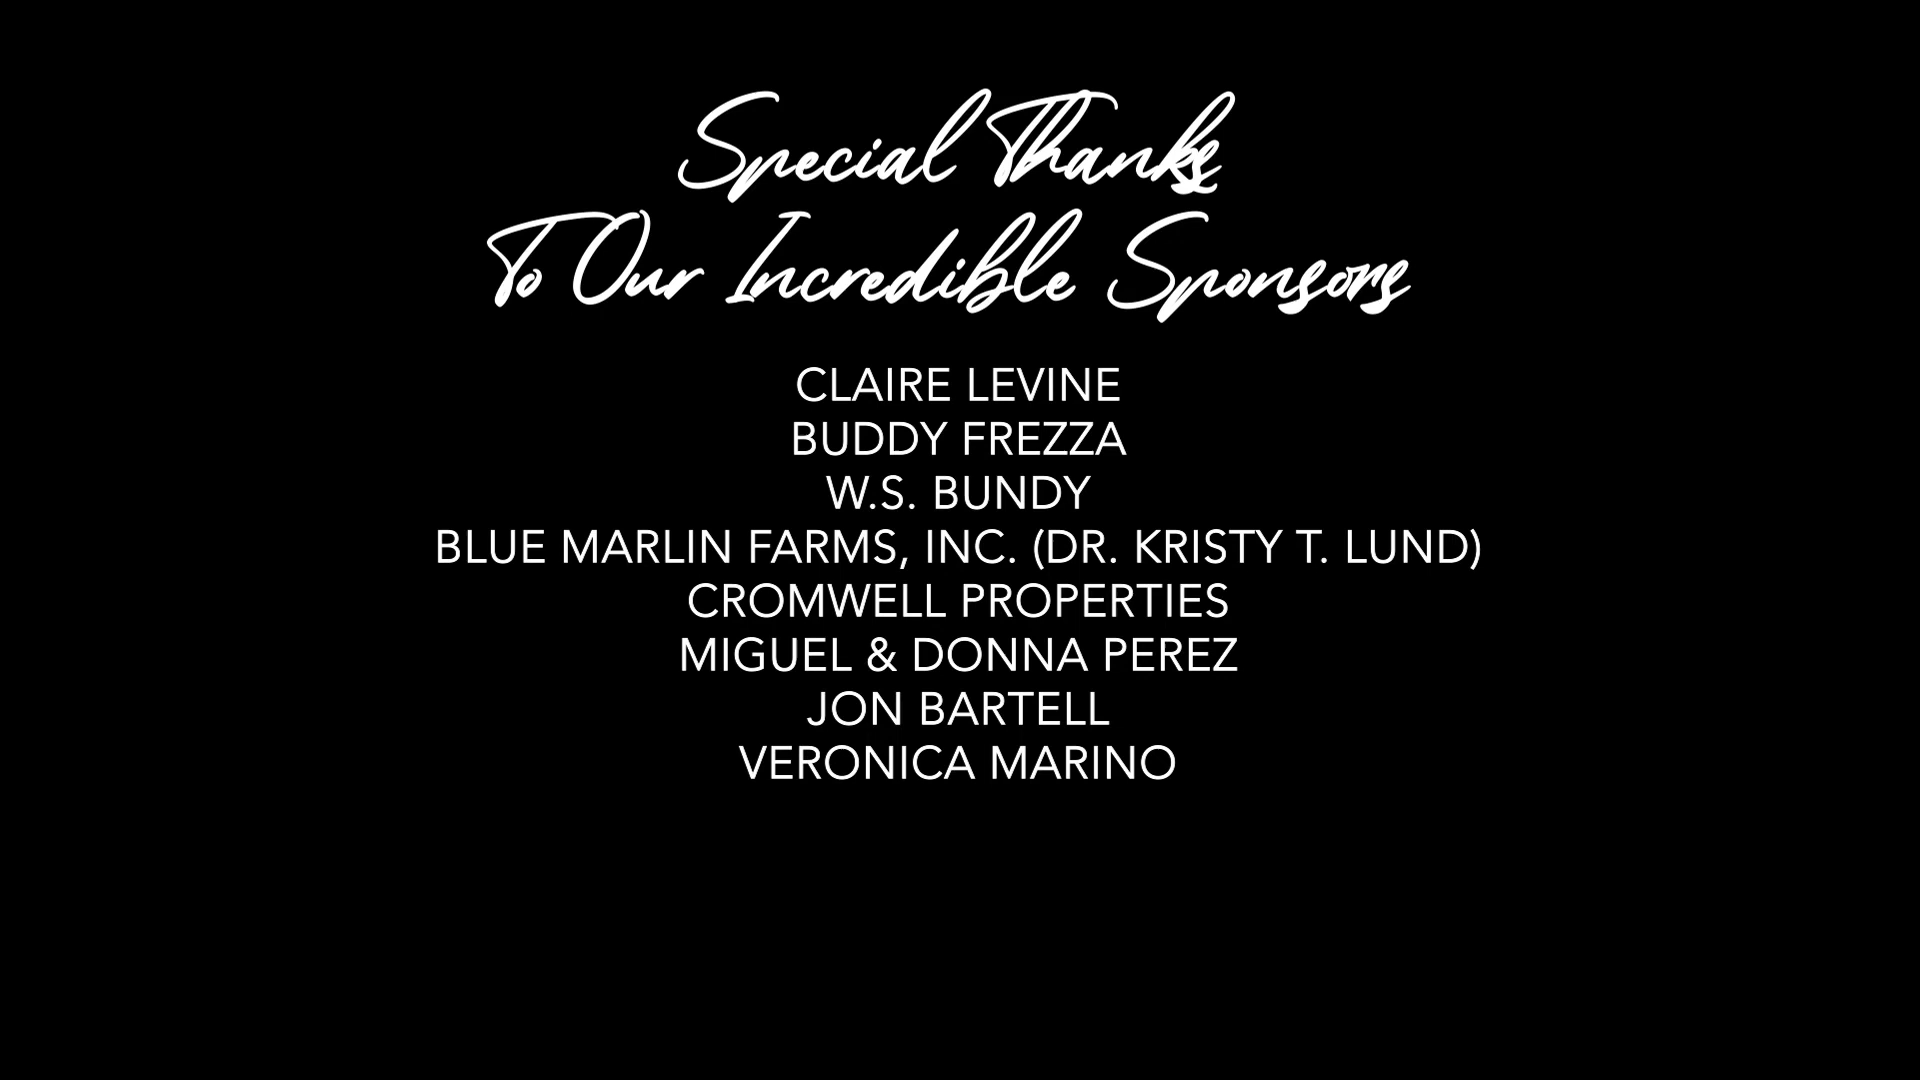 Special Thanks
To Our Incredible Sponsors
CLAIRE LEVINE
BUDDY FREZZA
W.S. BUNDY
BLUE MARLIN FARMS, INC. (DR. KRISTY T. LUND)
CROMWELL PROPERTIES
MIGUEL & DONNA PEREZ
JON BARTELL
VERONICA MARINO